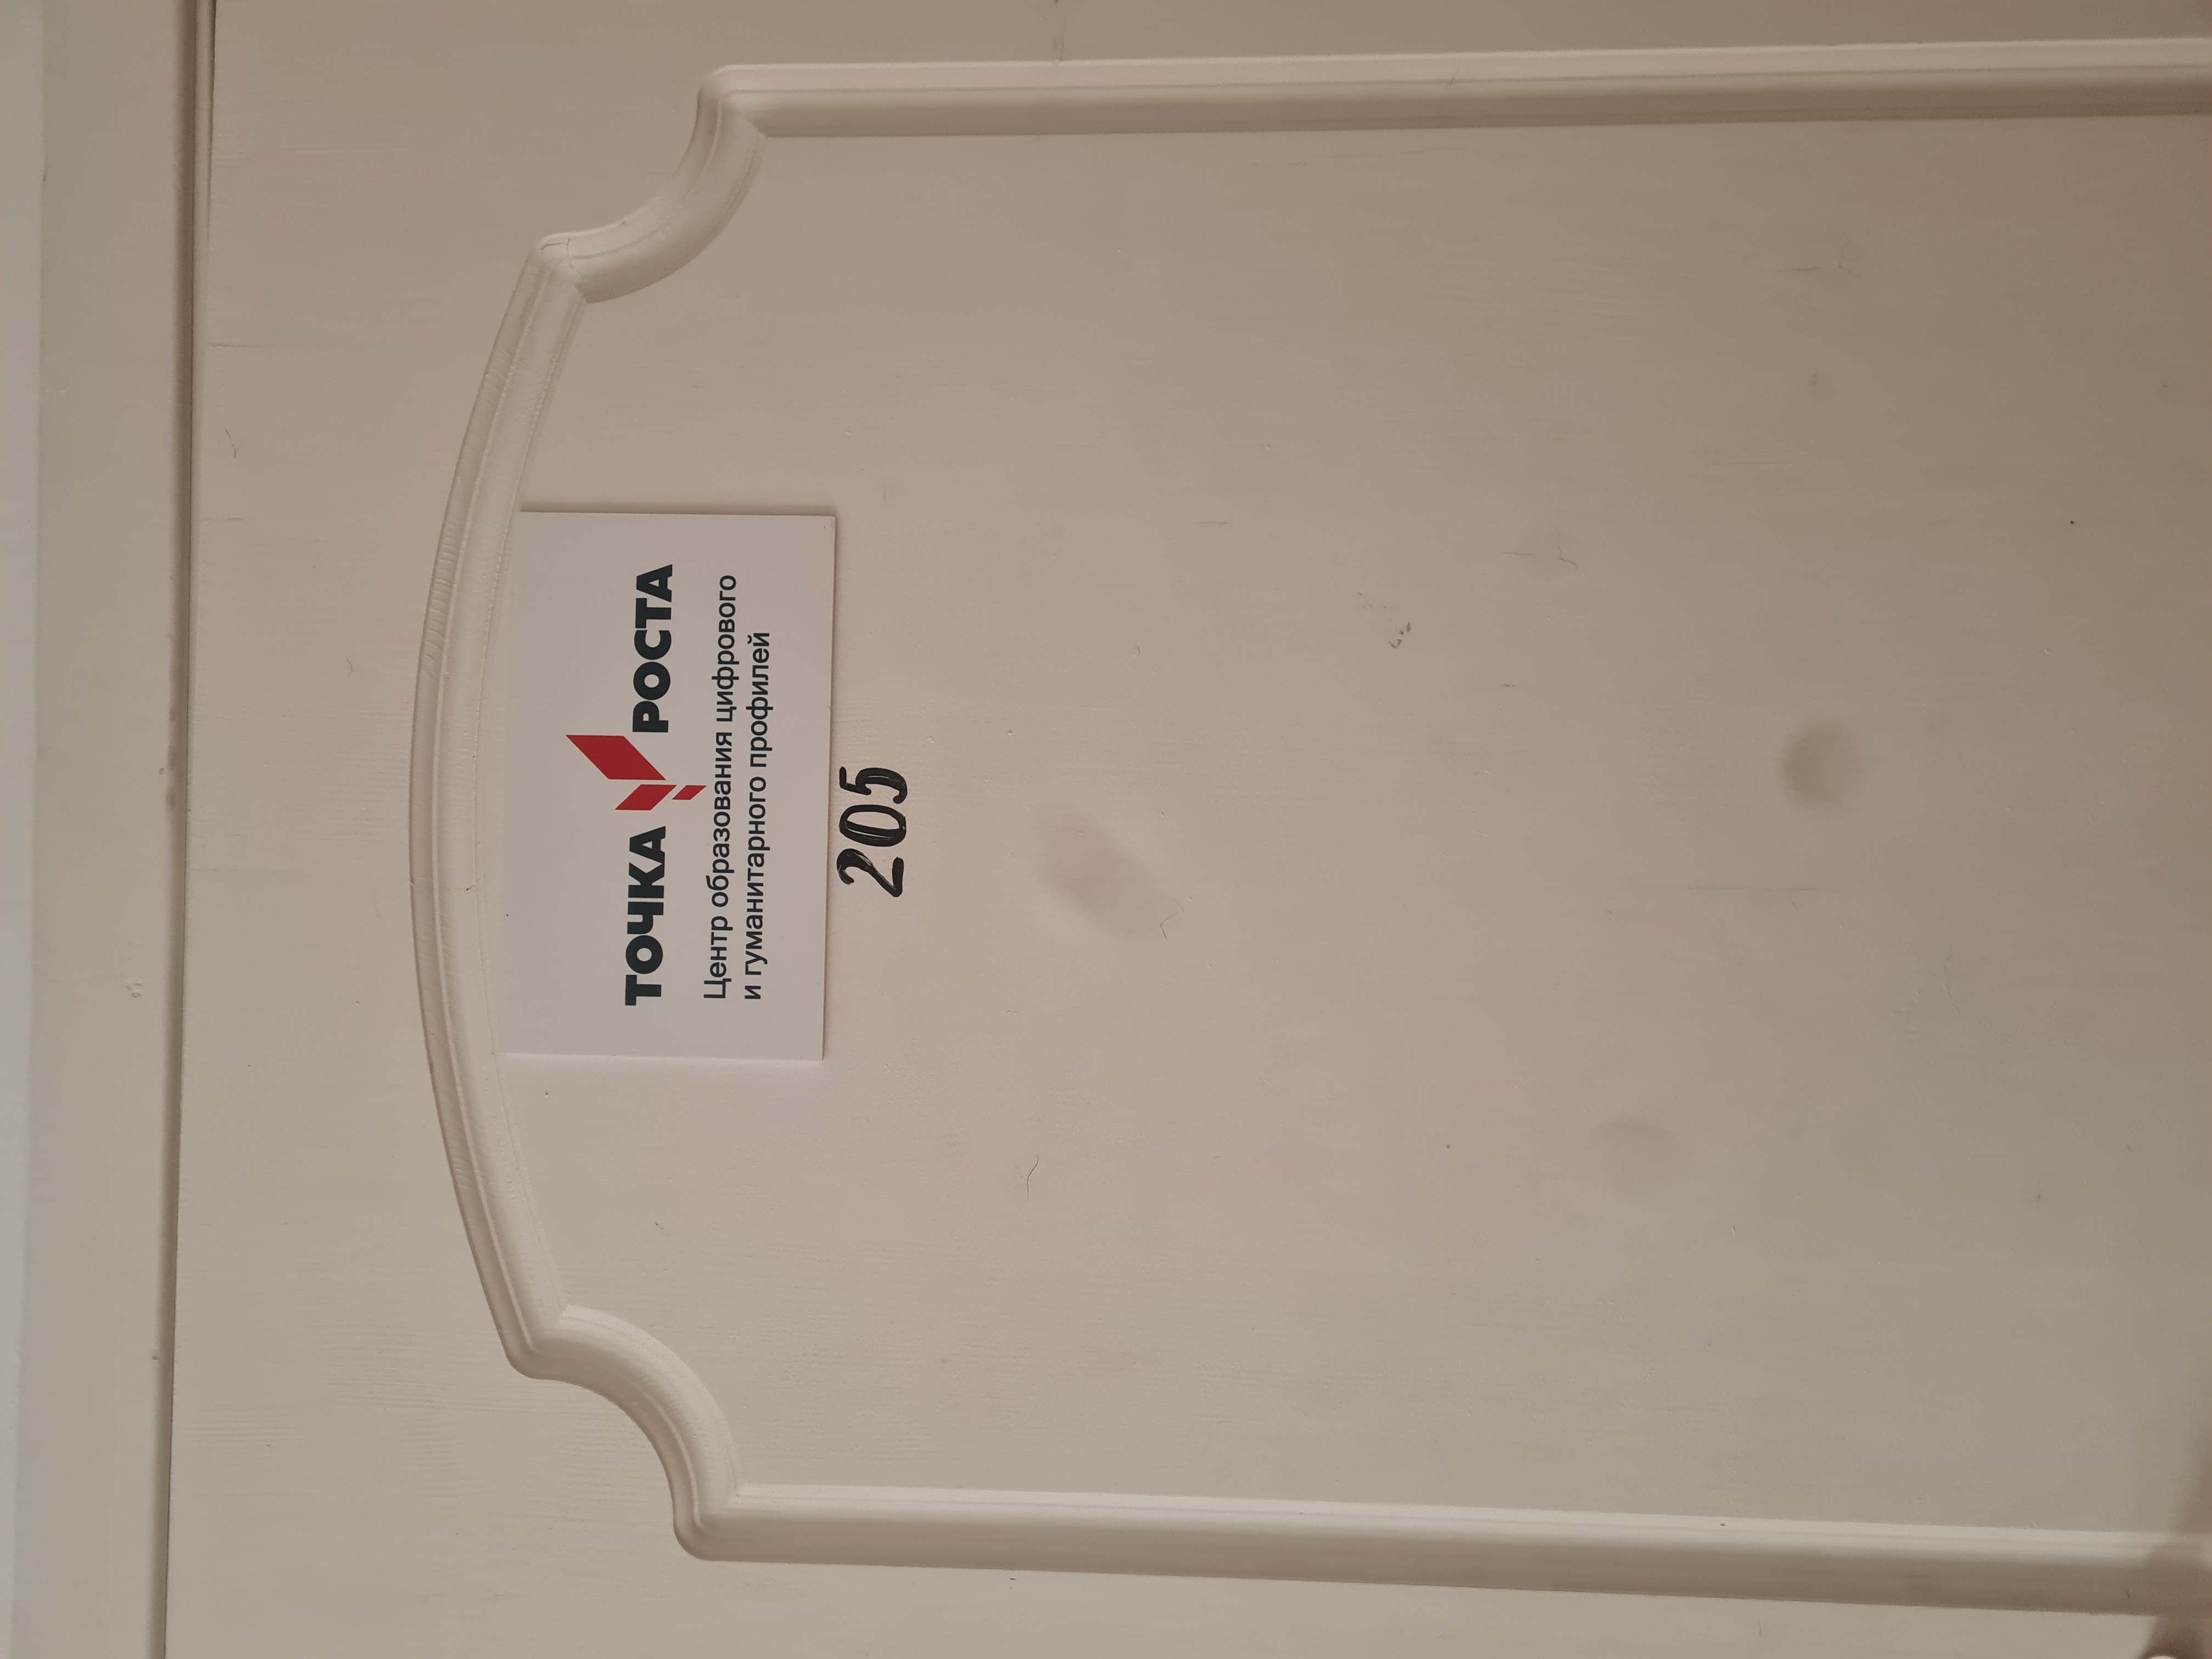 ТОЧКА РОСТА
Центр образования цифрового
и гуманитарного профилей
205